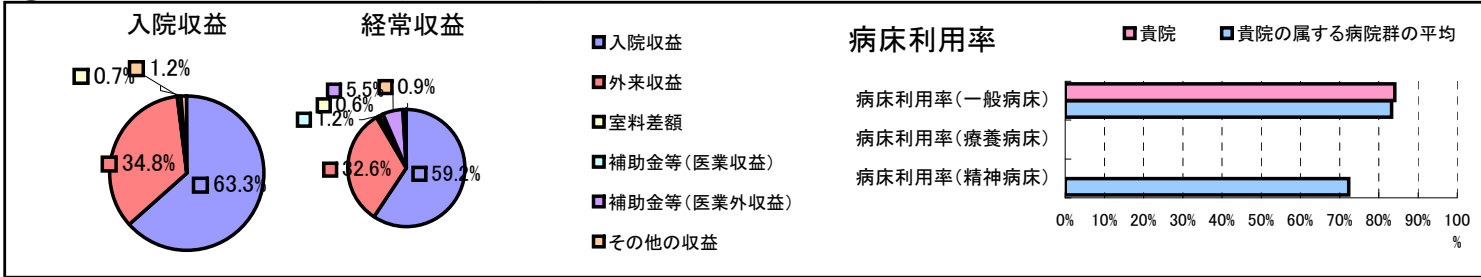 入院収益
0.7%
1.2%
34.8%
63.3%
経常収益
5.5%
0.9%
0.6%
1.2%
32.6%
59.2%
入院収益
外来収益
室料差額
補助金等(医業収益)
補助金等(医業外収益)
その他の収益
病床利用率
貴院
貴院の属する病院群の平均
病床利用率(一般病床)
病床利用率(療養病床)
病床利用率(精神病床)
0% 10% 20% 30% 40% 50% 60% 70% 80% 90% 100
%